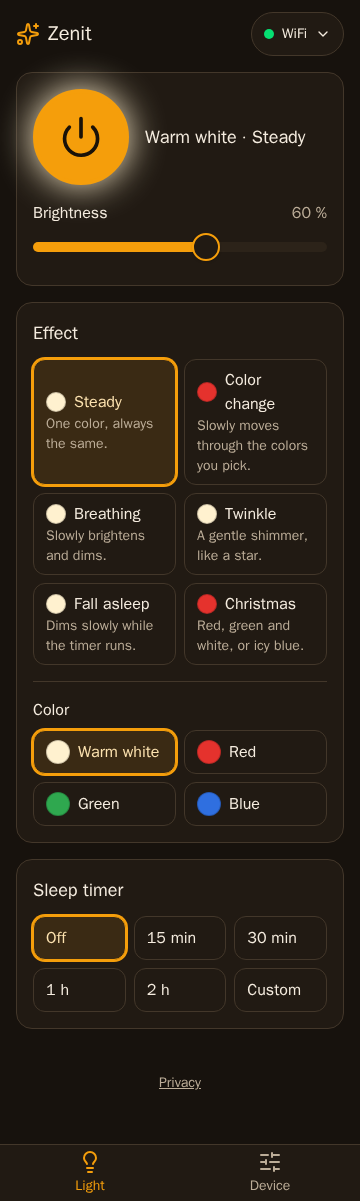 Zenit
WiFi
Warm white · Steady
Brightness
60 %
Effect
Steady
One color, always
the same.
Color
change
Slowly moves
through the colors
you pick.
Breathing
Slowly brightens
and dims.
Twinkle
A gentle shimmer,
like a star.
Fall asleep
Dims slowly while
the timer runs.
Christmas
Red, green and
white, or icy blue.
Color
Warm white
Red
Green
Blue
Sleep timer
Off
15 min
30 min
1 h
2 h
Custom
Privacy
Light
Device